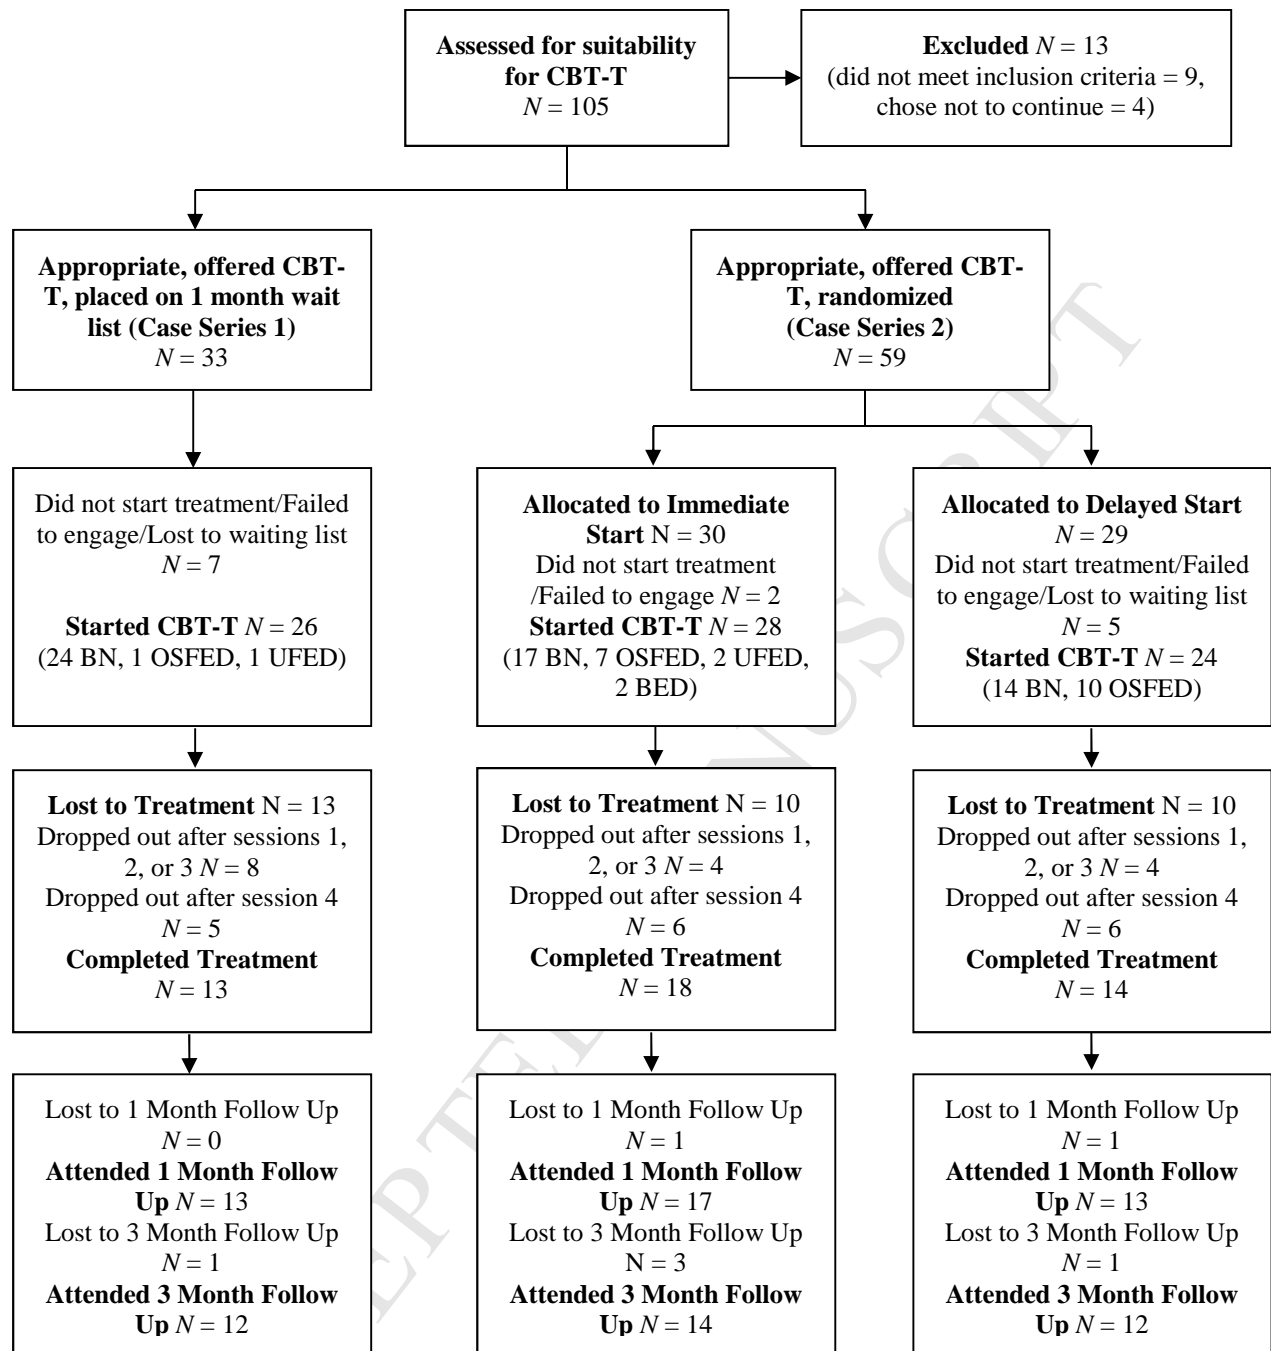 Assessed for suitability
for CBT-T
N = 105
Excluded N = 13
(did not meet inclusion criteria = 9,
chose not to continue = 4)
Appropriate, offered CBT-
T, placed on 1 month wait
list (Case Series 1)
N = 33
Appropriate, offered CBT-
T, randomized
(Case Series 2)
N = 59
Did not start treatment/Failed
to engage/Lost to waiting list
N = 7
Started CBT-T N = 26
(24 BN, 1 OSFED, 1 UFED)
Allocated to Immediate
Start N = 30
Did not start treatment
/Failed to engage N = 2
Started CBT-T N = 28
(17 BN, 7 OSFED, 2 UFED,
2 BED)
Allocated to Delayed Start
N = 29
Did not start treatment/Failed
to engage/Lost to waiting list
N = 5
Started CBT-T N = 24
(14 BN, 10 OSFED)
Lost to Treatment N = 13
Dropped out after sessions 1,
2, or 3 N = 8
Dropped out after session 4
N = 5
Completed Treatment
N = 13
Lost to Treatment N = 10
Dropped out after sessions 1,
2, or 3 N = 4
Dropped out after session 4
N = 6
Completed Treatment
N = 18
Lost to Treatment N = 10
Dropped out after sessions 1,
2, or 3 N = 4
Dropped out after session 4
N = 6
Completed Treatment
N = 14
Lost to 1 Month Follow Up
N = 0
Attended 1 Month Follow
Up N = 13
Lost to 3 Month Follow Up
N = 1
Attended 3 Month Follow
Up N = 12
Lost to 1 Month Follow Up
N = 1
Attended 1 Month Follow
Up N = 17
Lost to 3 Month Follow Up
N = 3
Attended 3 Month Follow
Up N = 14
Lost to 1 Month Follow Up
N = 1
Attended 1 Month Follow
Up N = 13
Lost to 3 Month Follow Up
N = 1
Attended 3 Month Follow
Up N = 12